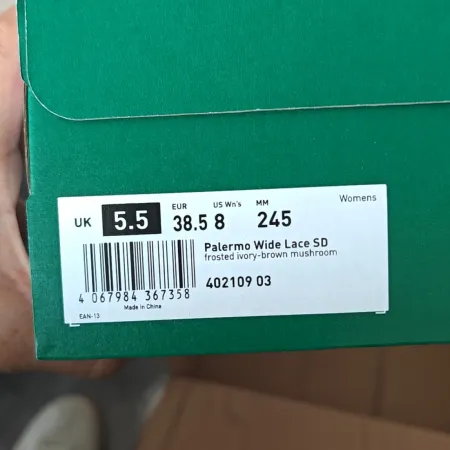 Womens
UK 5.5 EUR 38.5 US Wn's 8 MM 245
Palermo Wide Lace SD
frosted ivory-brown mushroom
402109 03
4 067984 367358
Made in China
EAN-13